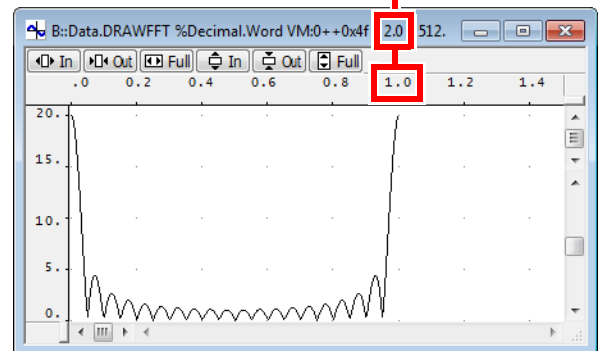 B::Data.DRAWFFT %Decimal.Word VM:0++0x4f 2.0 512.
In Out Full In Out Full
.0 0.2 0.4 0.6 0.8 1.0 1.2 1.4
20.
15.
10.
5.
0.